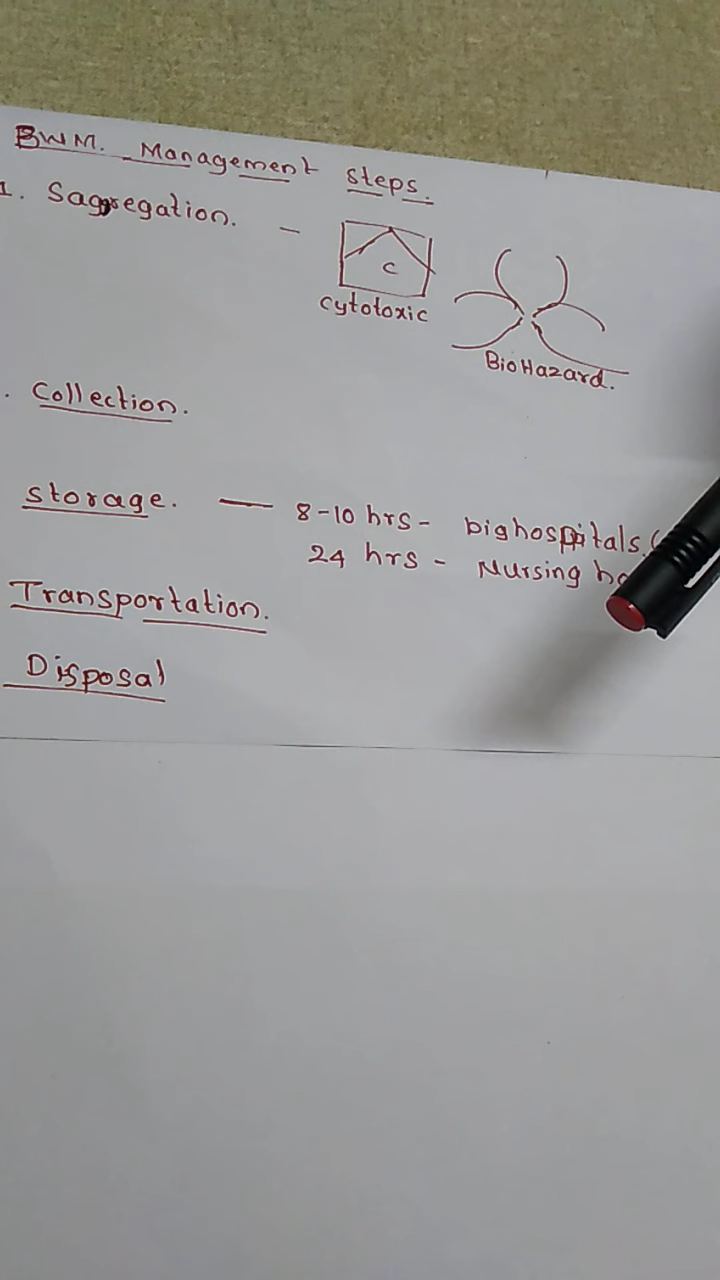 BWM. Management steps.
1. Saggregation. -
C
Cytotoxic
BioHazard.
. Collection.
Storage. — 8-10 hrs - big hospitals. (
24 hrs - Nursing
Transportation.
Disposal